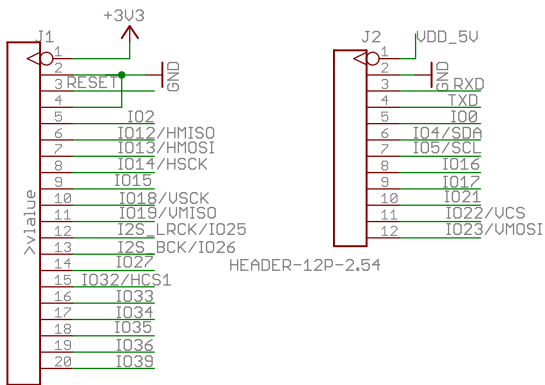 J1
+3V3
1
2
GND
3 RESET
4
5 IO2
6 IO12/HMISO
7 IO13/HMOSI
8 IO14/HSCK
9 IO15
10 IO18/VSCK
11 IO19/VMISO
12 I2S_LRCK/IO25
13 I2S_BCK/IO26
14 IO27
15 IO32/HCS1
16 IO33
17 IO34
18 IO35
19 IO36
20 IO39
>vlalue
J2
VDD_5V
1
2
GND
3 RXD
4 TXD
5 IO0
6 IO4/SDA
7 IO5/SCL
8 IO16
9 IO17
10 IO21
11 IO22/VCS
12 IO23/VMOSI
HEADER-12P-2.54